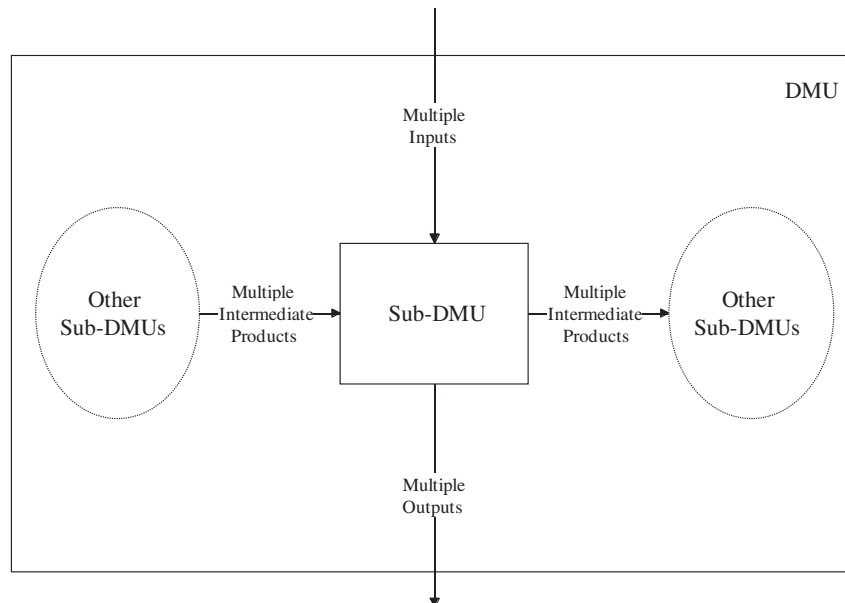 DMU
Multiple
Inputs
Other
Sub-DMUs
Multiple
Intermediate
Products
Sub-DMU
Multiple
Intermediate
Products
Other
Sub-DMUs
Multiple
Outputs